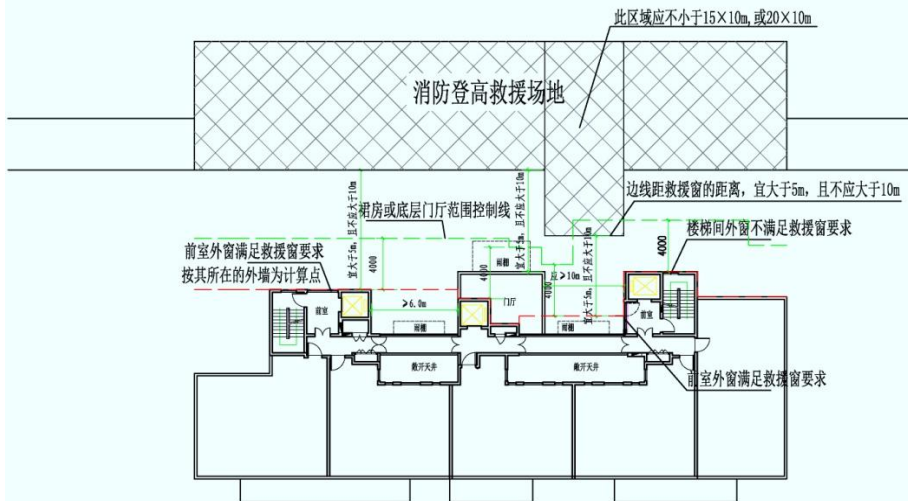 此区域应不小于15×10m,或20×10m
消防登高救援场地
边线距救援窗的距离，宜大于5m，且不应大于10m
裙房或底层门厅范围控制线
宜大于5m，且不应大于10m
宜大于5m，且不应大于10m
楼梯间外窗不满足救援窗要求
前室外窗满足救援窗要求
按其所在的外墙为计算点
4000
雨棚
4000
应≥10m
4000
宜大于5m，且不应大于10m
4000
≥6.0m
门厅
前室
前室
雨棚
雨棚
敞开天井
敞开天井
前室外窗满足救援窗要求